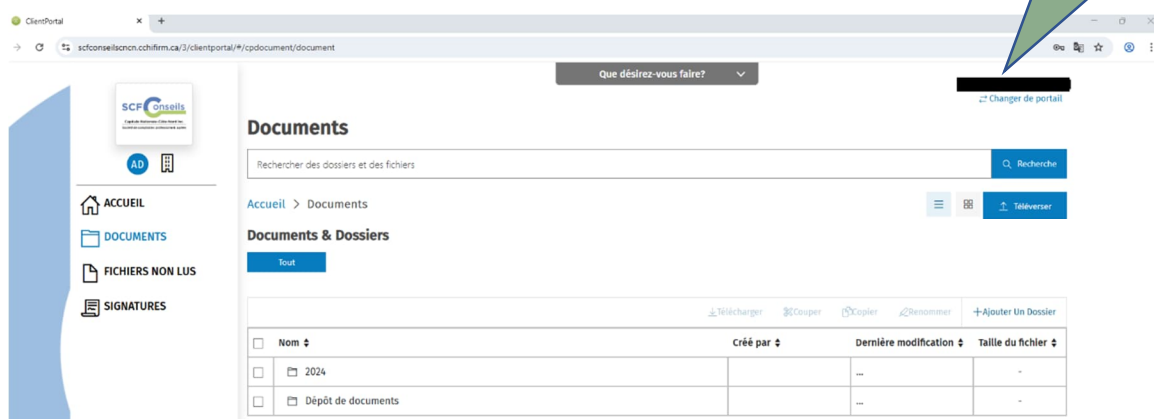 ClientPortal
scfconseilscncn.cchifirm.ca/3/clientportal/#/cpdocument/document
Que désirez-vous faire?
Changer de portail
SCF Conseils
AD
ACCUEIL
DOCUMENTS
FICHIERS NON LUS
SIGNATURES
Documents
Rechercher des dossiers et des fichiers
Recherche
Accueil > Documents
Téléverser
Documents & Dossiers
Tout
Télécharger Couper Copier Renommer +Ajouter Un Dossier
Nom Créé par Dernière modification Taille du fichier
2024 ... -
Dépôt de documents ... -